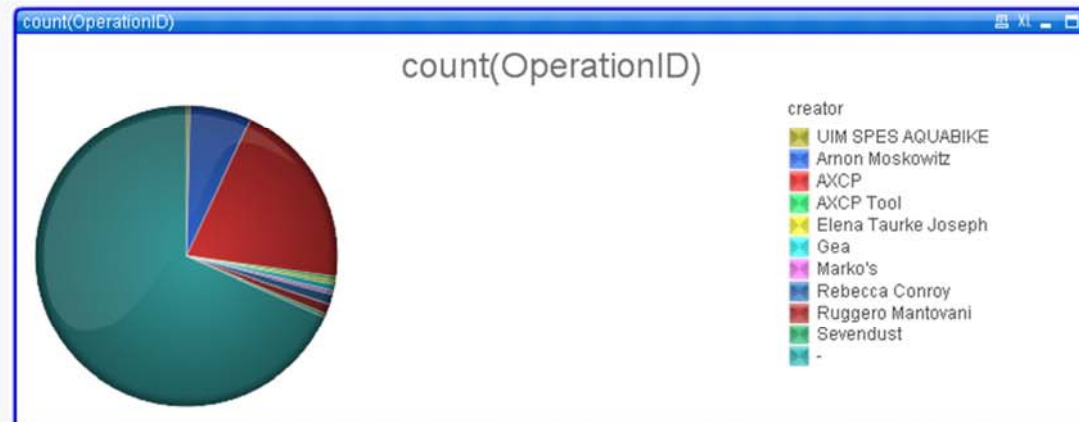 count(OperationID)
XL
count(OperationID)
creator
UIM SPES AQUABIKE
Arnon Moskowitz
AXCP
AXCP Tool
Elena Taurke Joseph
Gea
Marko's
Rebecca Conroy
Ruggero Mantovani
Sevendust
-